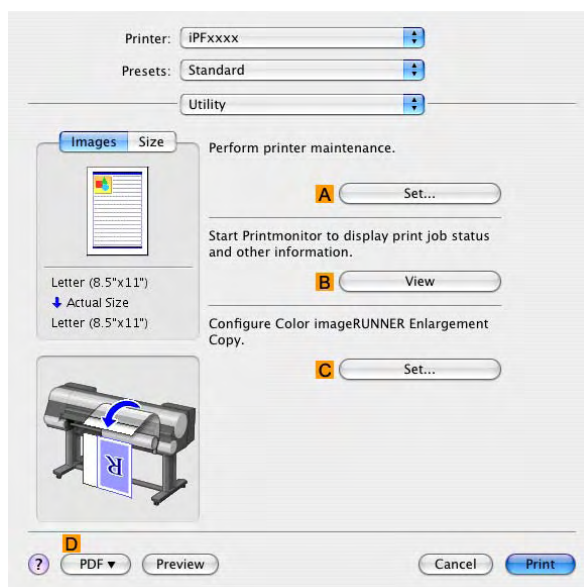 Printer: iPFxxxx
Presets: Standard
Utility
Images Size
Letter (8.5"x11")
Actual Size
Letter (8.5"x11")
Perform printer maintenance.
A Set...
Start Printmonitor to display print job status
and other information.
B View
Configure Color imageRUNNER Enlargement
Copy.
C Set...
R
D
? PDF▼ Preview Cancel Print